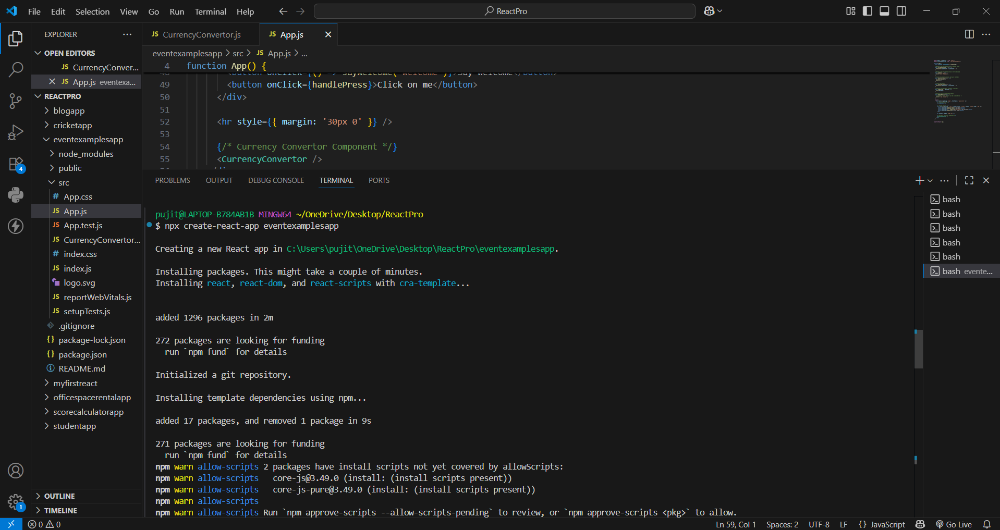 File Edit Selection View Go Run Terminal Help
ReactPro
EXPLORER
OPEN EDITORS
JS CurrencyConver...
JS App.js eventexa...
REACTPRO
blogapp
cricketapp
eventexamplesapp
node_modules
public
src
# App.css
JS App.js
JS App.test.js
JS CurrencyConvertor...
# index.css
JS index.js
logo.svg
JS reportWebVitals.js
JS setupTests.js
.gitignore
{} package-lock.json
{} package.json
README.md
myfirstreact
officespacerentalapp
scorecalculatorapp
studentapp
OUTLINE
TIMELINE
4
1
JS CurrencyConvertor.js
JS App.js
eventexamplesapp > src > JS App.js > ...
4 function App() {
49 <button onClick={handlePress}>Click on me</button>
50 </div>
51
52 <hr style={{ margin: '30px 0' }} />
53
54 {/* Currency Convertor Component */}
55 <CurrencyConvertor />
PROBLEMS OUTPUT DEBUG CONSOLE TERMINAL PORTS
pujit@LAPTOP-B784AB1B MINGW64 ~/OneDrive/Desktop/ReactPro
$ npx create-react-app eventexamplesapp
Creating a new React app in C:\Users\pujit\OneDrive\Desktop\ReactPro\eventexamplesapp.
Installing packages. This might take a couple of minutes.
Installing react, react-dom, and react-scripts with cra-template...
added 1296 packages in 2m
272 packages are looking for funding
run `npm fund` for details
Initialized a git repository.
Installing template dependencies using npm...
added 17 packages, and removed 1 package in 9s
271 packages are looking for funding
run `npm fund` for details
npm warn allow-scripts 2 packages have install scripts not yet covered by allowScripts:
npm warn allow-scripts core-js@3.49.0 (install: (install scripts present))
npm warn allow-scripts core-js-pure@3.49.0 (install: (install scripts present))
npm warn allow-scripts
npm warn allow-scripts Run `npm approve-scripts --allow-scripts-pending` to review, or `npm approve-scripts <pkg>` to allow.
bash
bash
bash
bash
bash
bash evente...
0 0
Ln 59, Col 1 Spaces: 2 UTF-8 LF {} JavaScript Go Live